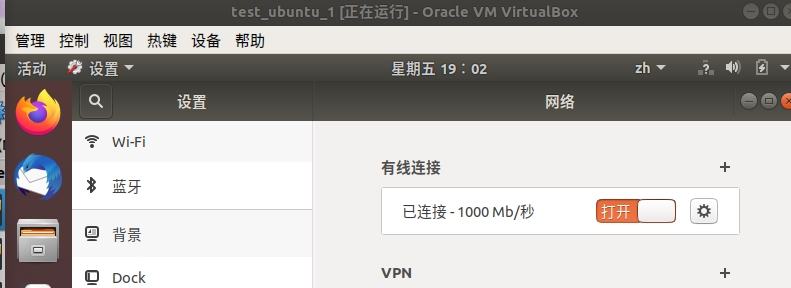 test_ubuntu_1 [正在运行] - Oracle VM VirtualBox
管理 控制 视图 热键 设备 帮助
活动 设置 星期五 19：02 zh
设置 网络
Wi-Fi
有线连接
蓝牙
已连接 - 1000 Mb/秒 打开
背景
VPN
Dock